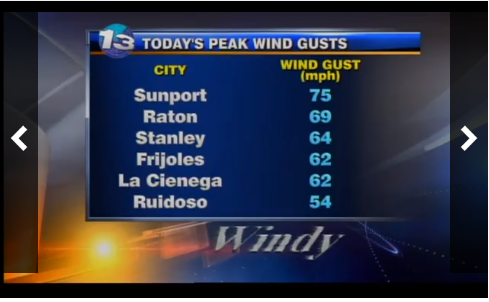 13 TODAY'S PEAK WIND GUSTS
CITY WIND GUST
(mph)
Sunport 75
Raton 69
Stanley 64
Frijoles 62
La Cienega 62
Ruidoso 54
Windy